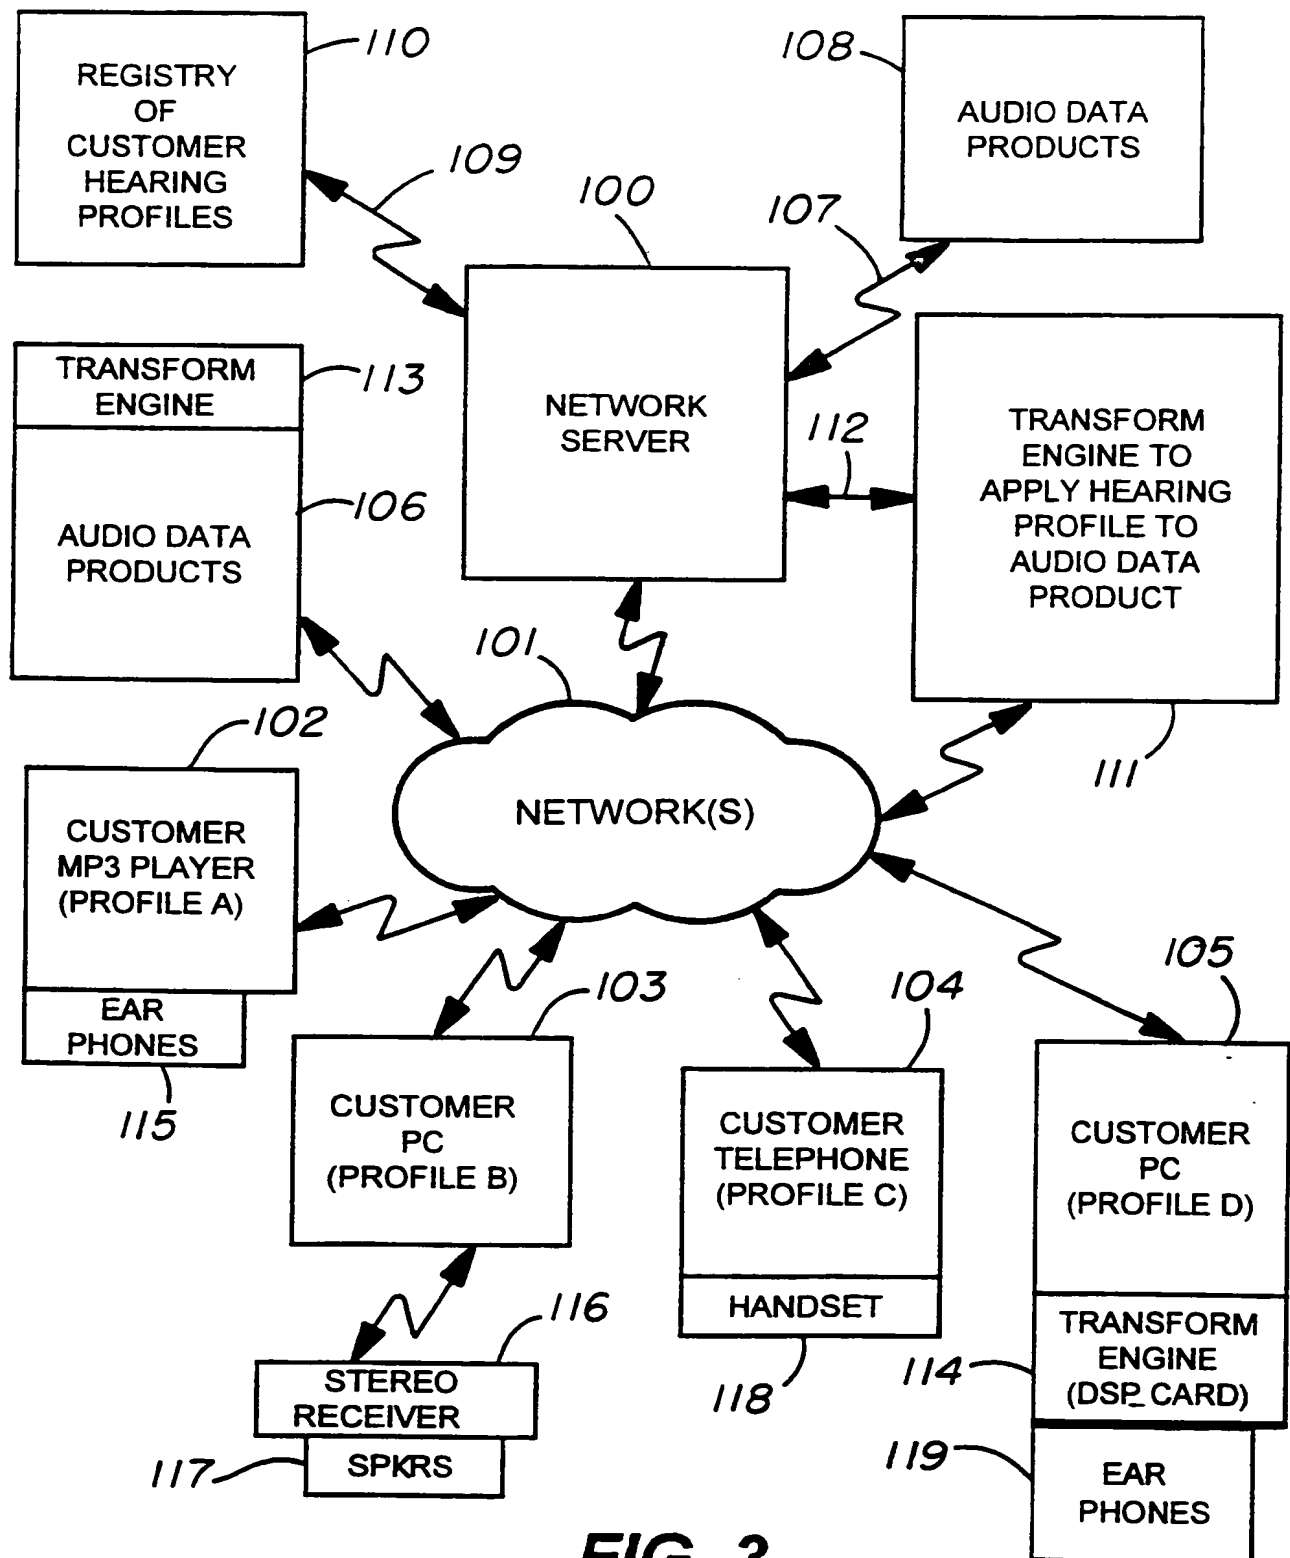 110
REGISTRY
OF
CUSTOMER
HEARING
PROFILES
109
100
108
AUDIO DATA
PRODUCTS
107
NETWORK
SERVER
112
TRANSFORM
ENGINE TO
APPLY HEARING
PROFILE TO
AUDIO DATA
PRODUCT
111
TRANSFORM
ENGINE
113
106
AUDIO DATA
PRODUCTS
101
NETWORK(S)
102
CUSTOMER
MP3 PLAYER
(PROFILE A)
EAR
PHONES
115
103
CUSTOMER
PC
(PROFILE B)
116
STEREO
RECEIVER
117
SPKRS
104
CUSTOMER
TELEPHONE
(PROFILE C)
HANDSET
118
105
CUSTOMER
PC
(PROFILE D)
TRANSFORM
ENGINE
(DSP CARD)
114
119
EAR
PHONES